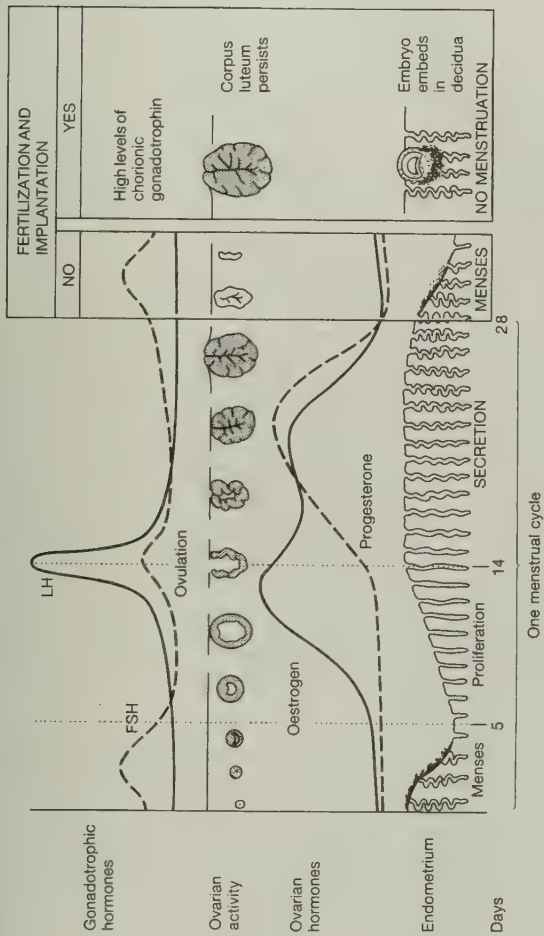 FERTILIZATION AND
IMPLANTATION
NO
YES
Gonadotrophic
hormones
LH
FSH
High levels of
chorionic
gonadotrophin
Ovulation
Ovarian
activity
Corpus
luteum
persists
Ovarian
hormones
Oestrogen
Progesterone
Endometrium
Menses
Proliferation
SECRETION
MENSES
Embryo
embeds
in
decidua
NO MENSTRUATION
Days
5
14
28
One menstrual cycle